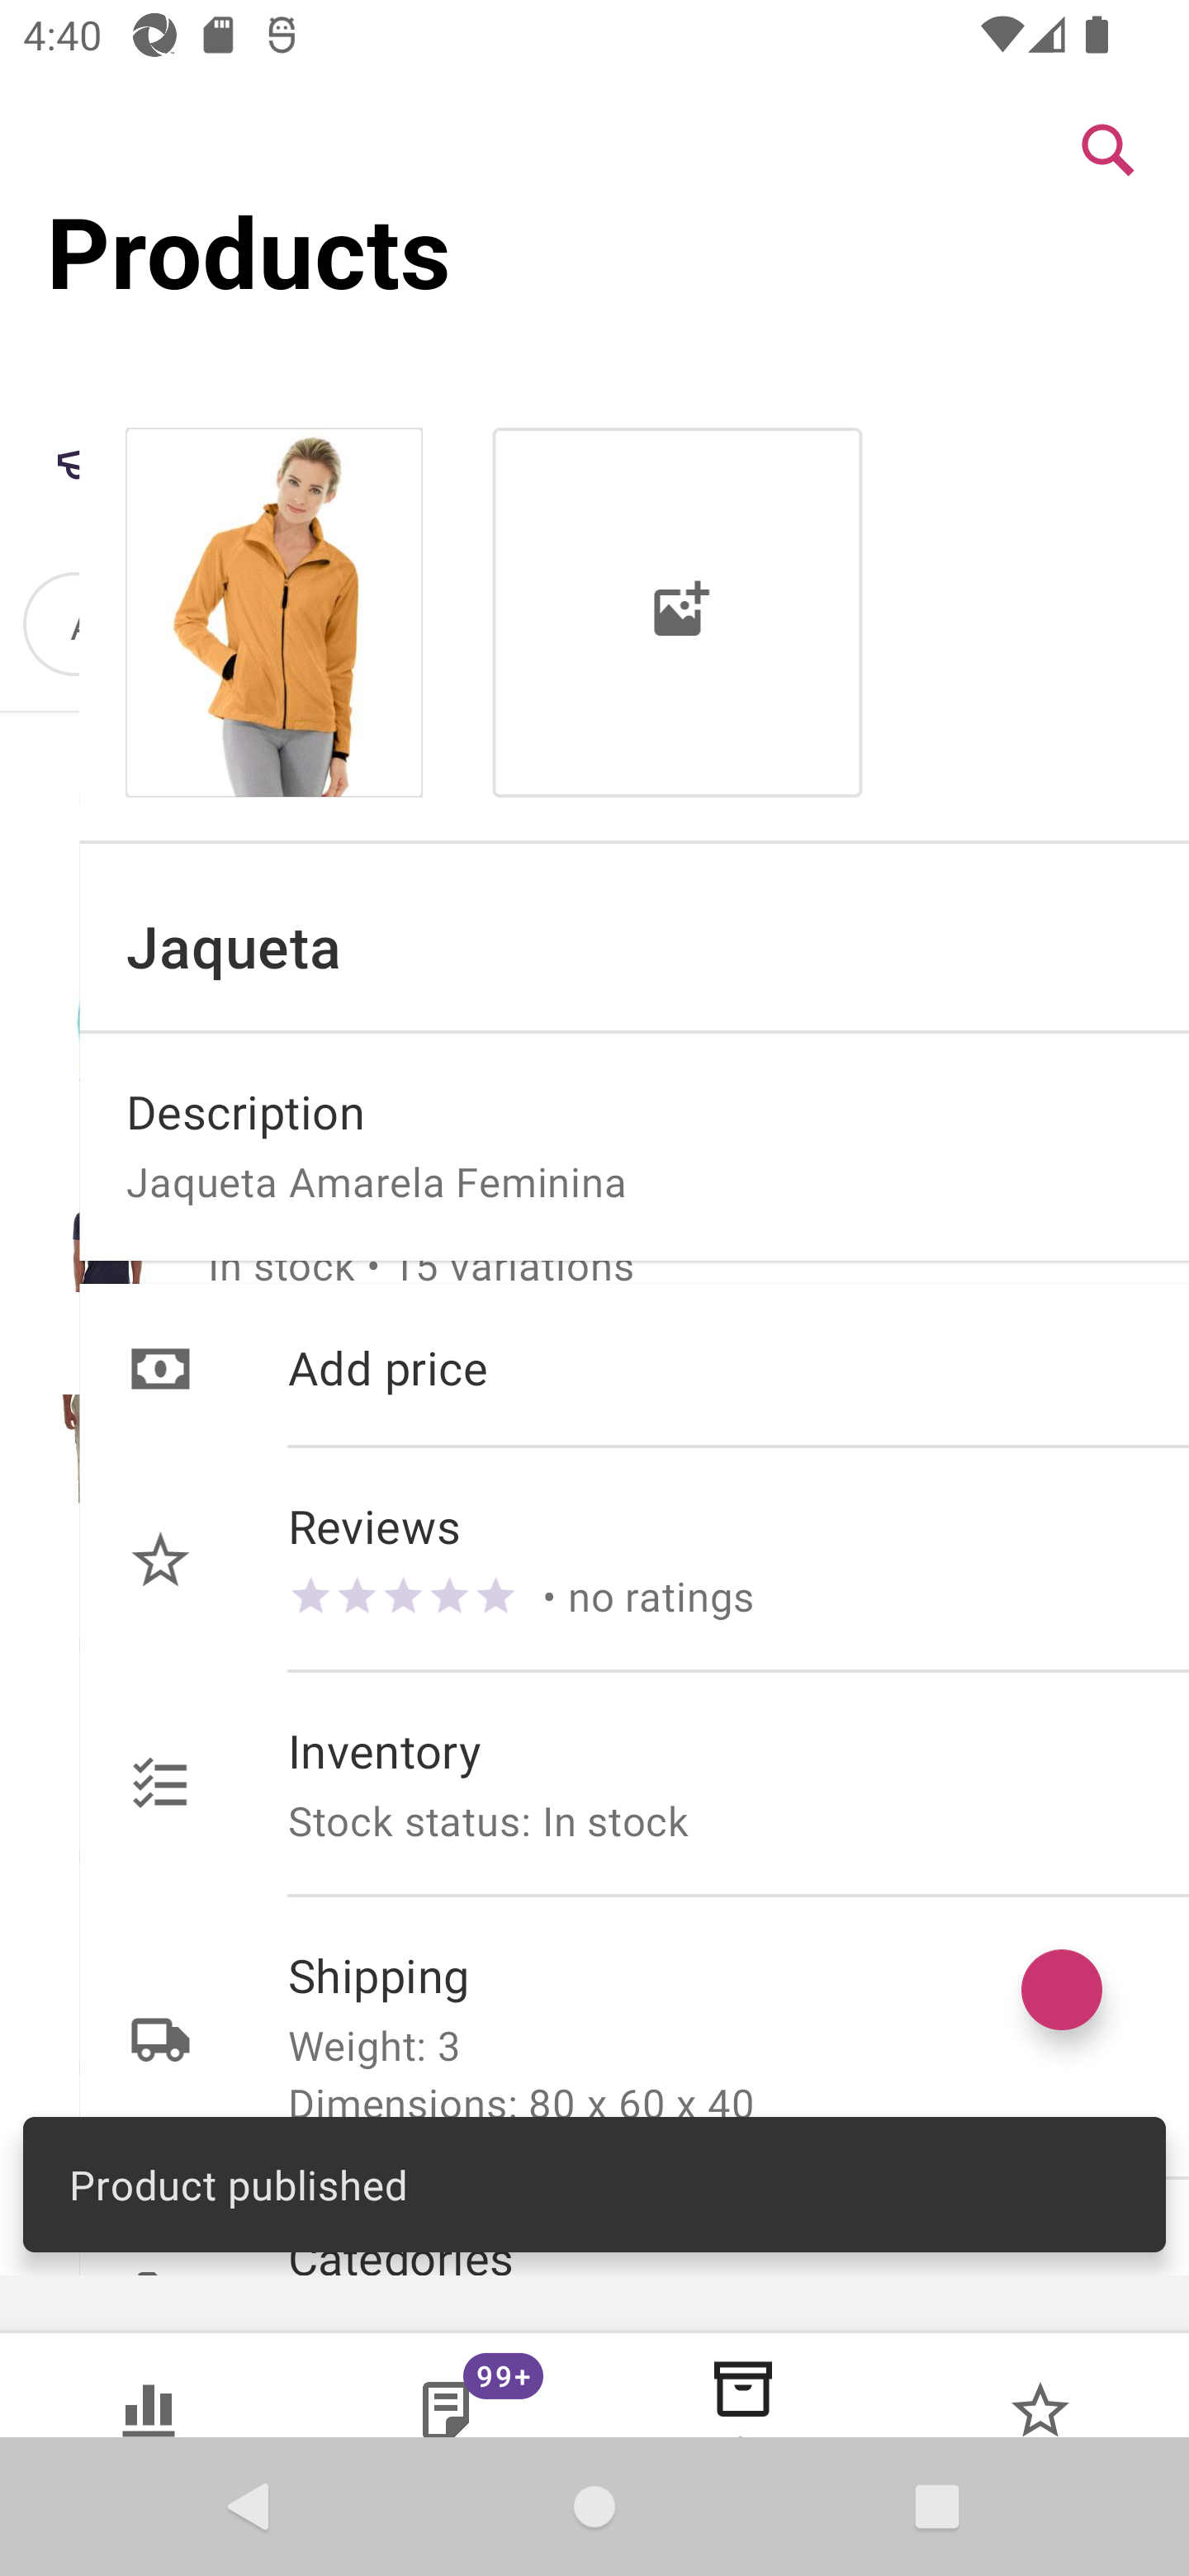 4:40
Products
Jaqueta
Description
Jaqueta Amarela Feminina
In stock • 15 variations
Add price
Reviews
• no ratings
Inventory
Stock status: In stock
Shipping
Weight: 3
Dimensions: 80 x 60 x 40
Product published
Categories
99+